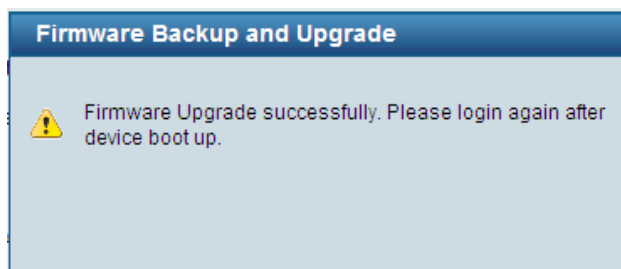 Firmware Backup and Upgrade
Firmware Upgrade successfully. Please login again after
device boot up.